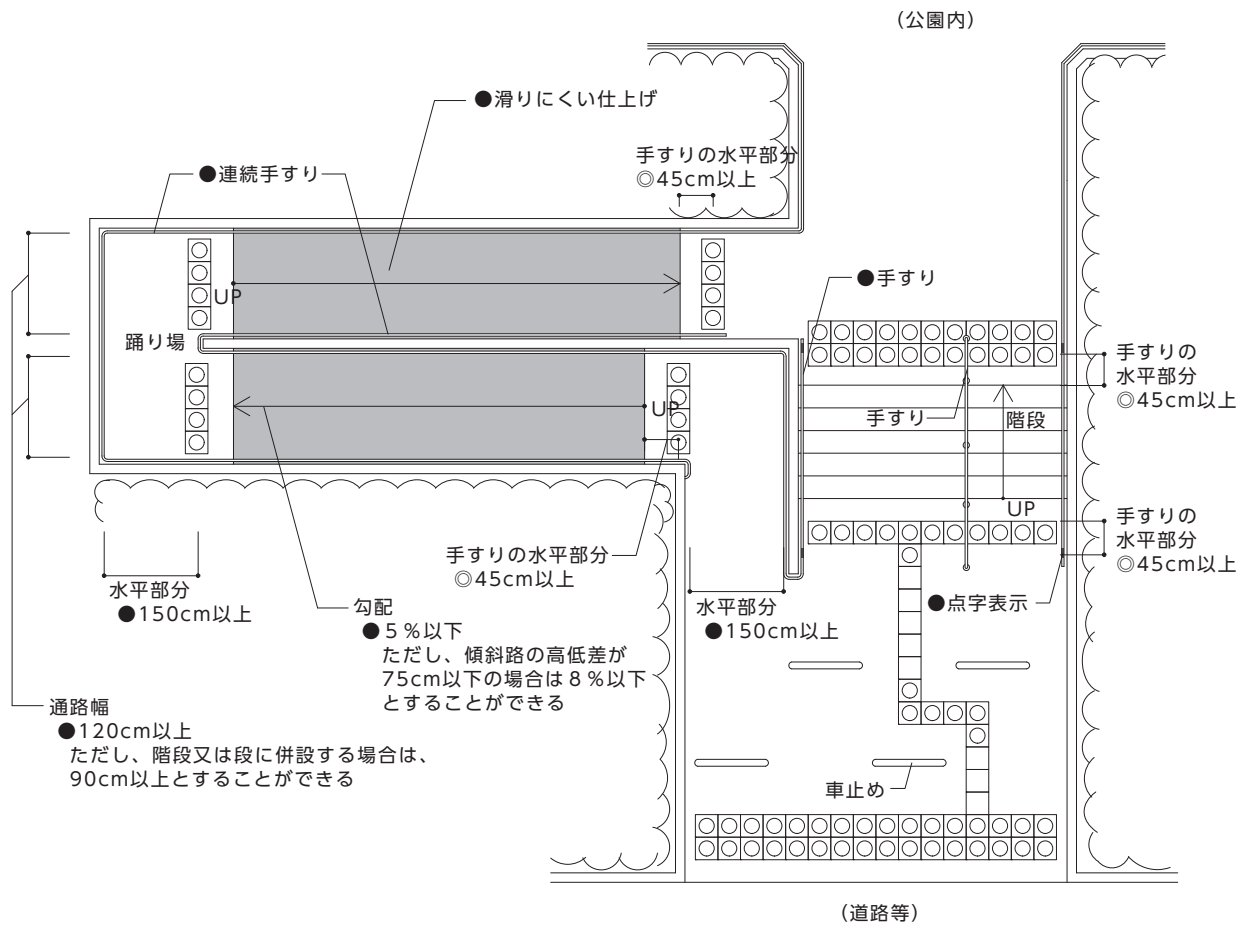 （公園内）
●滑りにくい仕上げ
手すりの水平部分
◎45cm以上
●連続手すり
●手すり
UP
踊り場
手すりの
水平部分
◎45cm以上
UP
手すり
階段
UP
手すりの
水平部分
◎45cm以上
手すりの水平部分
◎45cm以上
水平部分
●150cm以上
勾配
●５％以下
ただし、傾斜路の高低差が
75cm以下の場合は８％以下
とすることができる
水平部分
●150cm以上
●点字表示
通路幅
●120cm以上
ただし、階段又は段に併設する場合は、
90cm以上とすることができる
車止め
（道路等）